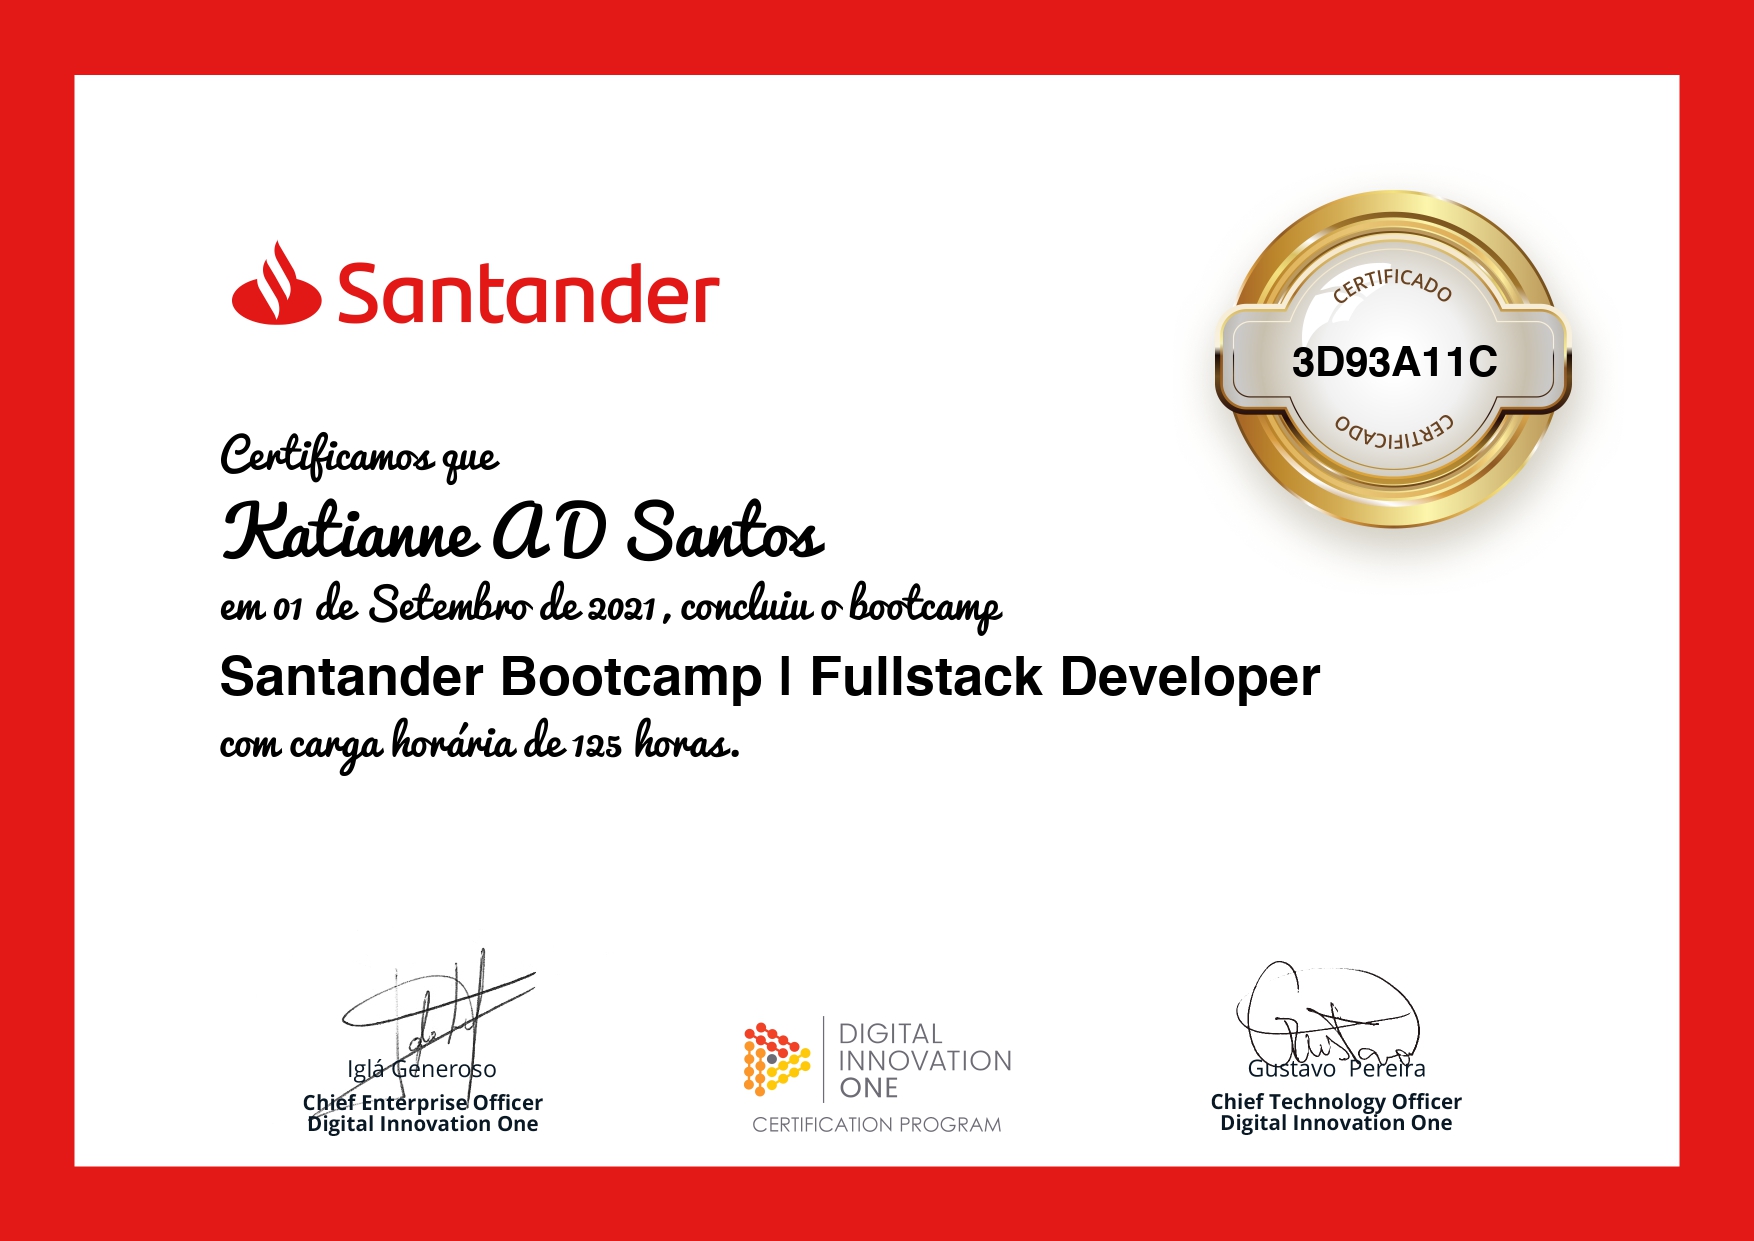 Santander
CERTIFICADO
3D93A11C
CERTIFICADO
Certificamos que
Katianne AD Santos
em 01 de Setembro de 2021, concluiu o bootcamp
Santander Bootcamp | Fullstack Developer
com carga horária de 125 horas.
Iglá Generoso
Chief Enterprise Officer
Digital Innovation One
DIGITAL
INNOVATION
ONE
CERTIFICATION PROGRAM
Gustavo
Gustavo Pereira
Chief Technology Officer
Digital Innovation One